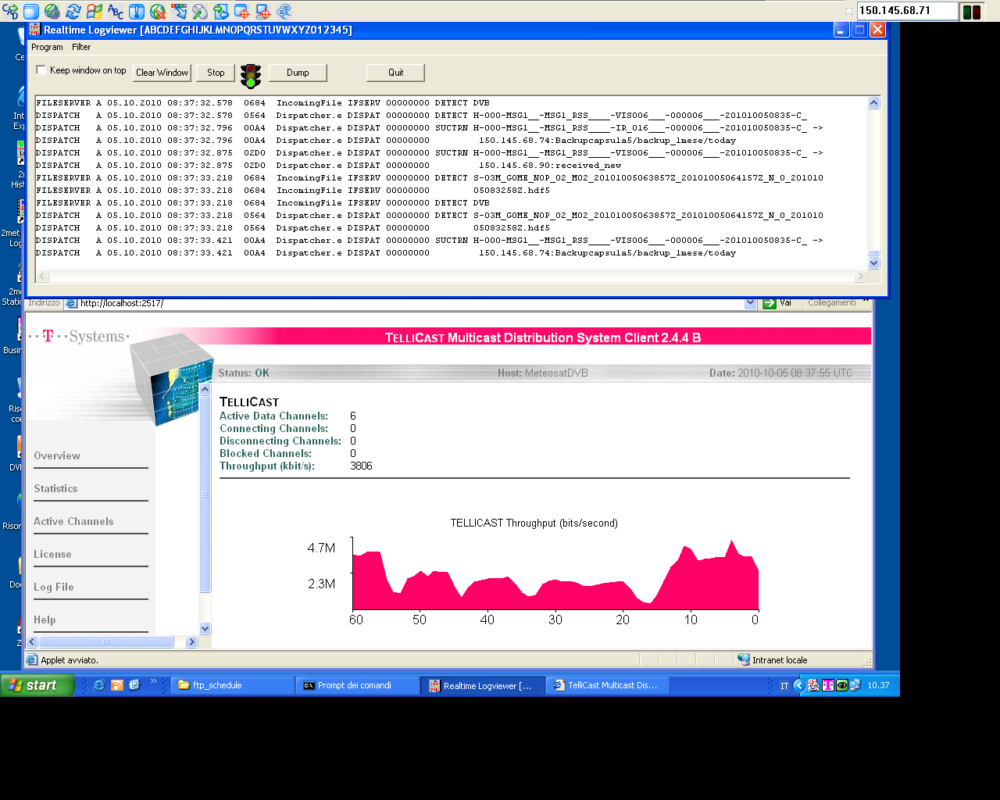 150.145.68.71
Realtime Logviewer [ABCDEFGHIJKLMNOPQRSTUVWXYZ012345]
Program Filter
Keep window on top Clear Window Stop Dump Quit
FILESERVER A 05.10.2010 08:37:32.578 0684 IncomingFile IFSERV 00000000 DETECT DVB
DISPATCH A 05.10.2010 08:37:32.578 0564 Dispatcher.e DISPAT 00000000 DETECT H-000-MSG1__-MSG1_RSS____-VIS006___-000006___-201010050835-C_
DISPATCH A 05.10.2010 08:37:32.796 00A4 Dispatcher.e DISPAT 00000000 SUCTRN H-000-MSG1__-MSG1_RSS____-IR_016___-000006___-201010050835-C_ ->
DISPATCH A 05.10.2010 08:37:32.796 00A4 Dispatcher.e DISPAT 00000000 150.145.68.74:Backupcapsula5/backup_lmese/today
DISPATCH A 05.10.2010 08:37:32.875 02D0 Dispatcher.e DISPAT 00000000 SUCTRN H-000-MSG1__-MSG1_RSS____-VIS006___-000006___-201010050835-C_ ->
DISPATCH A 05.10.2010 08:37:32.875 02D0 Dispatcher.e DISPAT 00000000 150.145.68.90:received_new
FILESERVER A 05.10.2010 08:37:33.218 0684 IncomingFile IFSERV 00000000 DETECT S-O3M_GOME_NOP_02_M02_20101005063857Z_20101005064157Z_N_O_201010
FILESERVER A 05.10.2010 08:37:33.218 0684 IncomingFile IFSERV 00000000 05083258Z.hdf5
FILESERVER A 05.10.2010 08:37:33.218 0684 IncomingFile IFSERV 00000000 DETECT DVB
DISPATCH A 05.10.2010 08:37:33.218 0564 Dispatcher.e DISPAT 00000000 DETECT S-O3M_GOME_NOP_02_M02_20101005063857Z_20101005064157Z_N_O_201010
DISPATCH A 05.10.2010 08:37:33.218 0564 Dispatcher.e DISPAT 00000000 05083258Z.hdf5
DISPATCH A 05.10.2010 08:37:33.421 00A4 Dispatcher.e DISPAT 00000000 SUCTRN H-000-MSG1__-MSG1_RSS____-VIS006___-000006___-201010050835-C_ ->
DISPATCH A 05.10.2010 08:37:33.421 00A4 Dispatcher.e DISPAT 00000000 150.145.68.74:Backupcapsula5/backup_lmese/today
Indirizzo http://localhost:2517/ Vai Collegamenti
T Systems
TELLICAST Multicast Distribution System Client 2.4.4 B
Status: OK Host: MeteosatDVB Date: 2010-10-05 08:37:55 UTC
TELLICAST
Active Data Channels: 6
Connecting Channels: 0
Disconnecting Channels: 0
Blocked Channels: 0
Throughput (kbit/s): 3806
Overview
Statistics
Active Channels
License
Log File
Help
TELLICAST Throughput (bits/second)
4.7M
2.3M
60 50 40 30 20 10 0
Applet avviato. Intranet locale
start ftp_schedule Prompt dei comandi Realtime Logviewer [... TelliCast Multicast Dis... IT 10.37